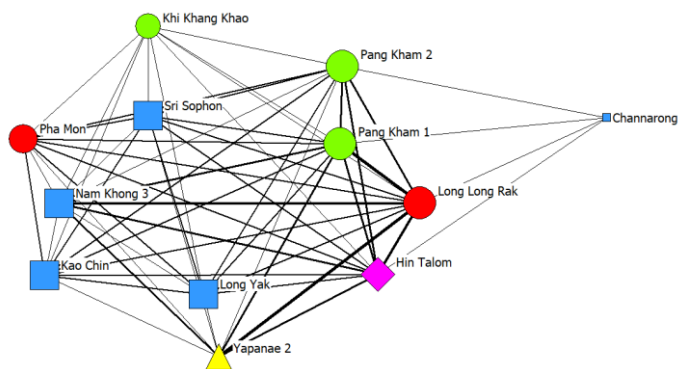 Khi Khang Khao
Pang Kham 2
Sri Sophon
Channarong
Pha Mon
Pang Kham 1
Nam Khong 3
Long Long Rak
Kao Chin
Hin Talom
Long Yak
Yapanae 2